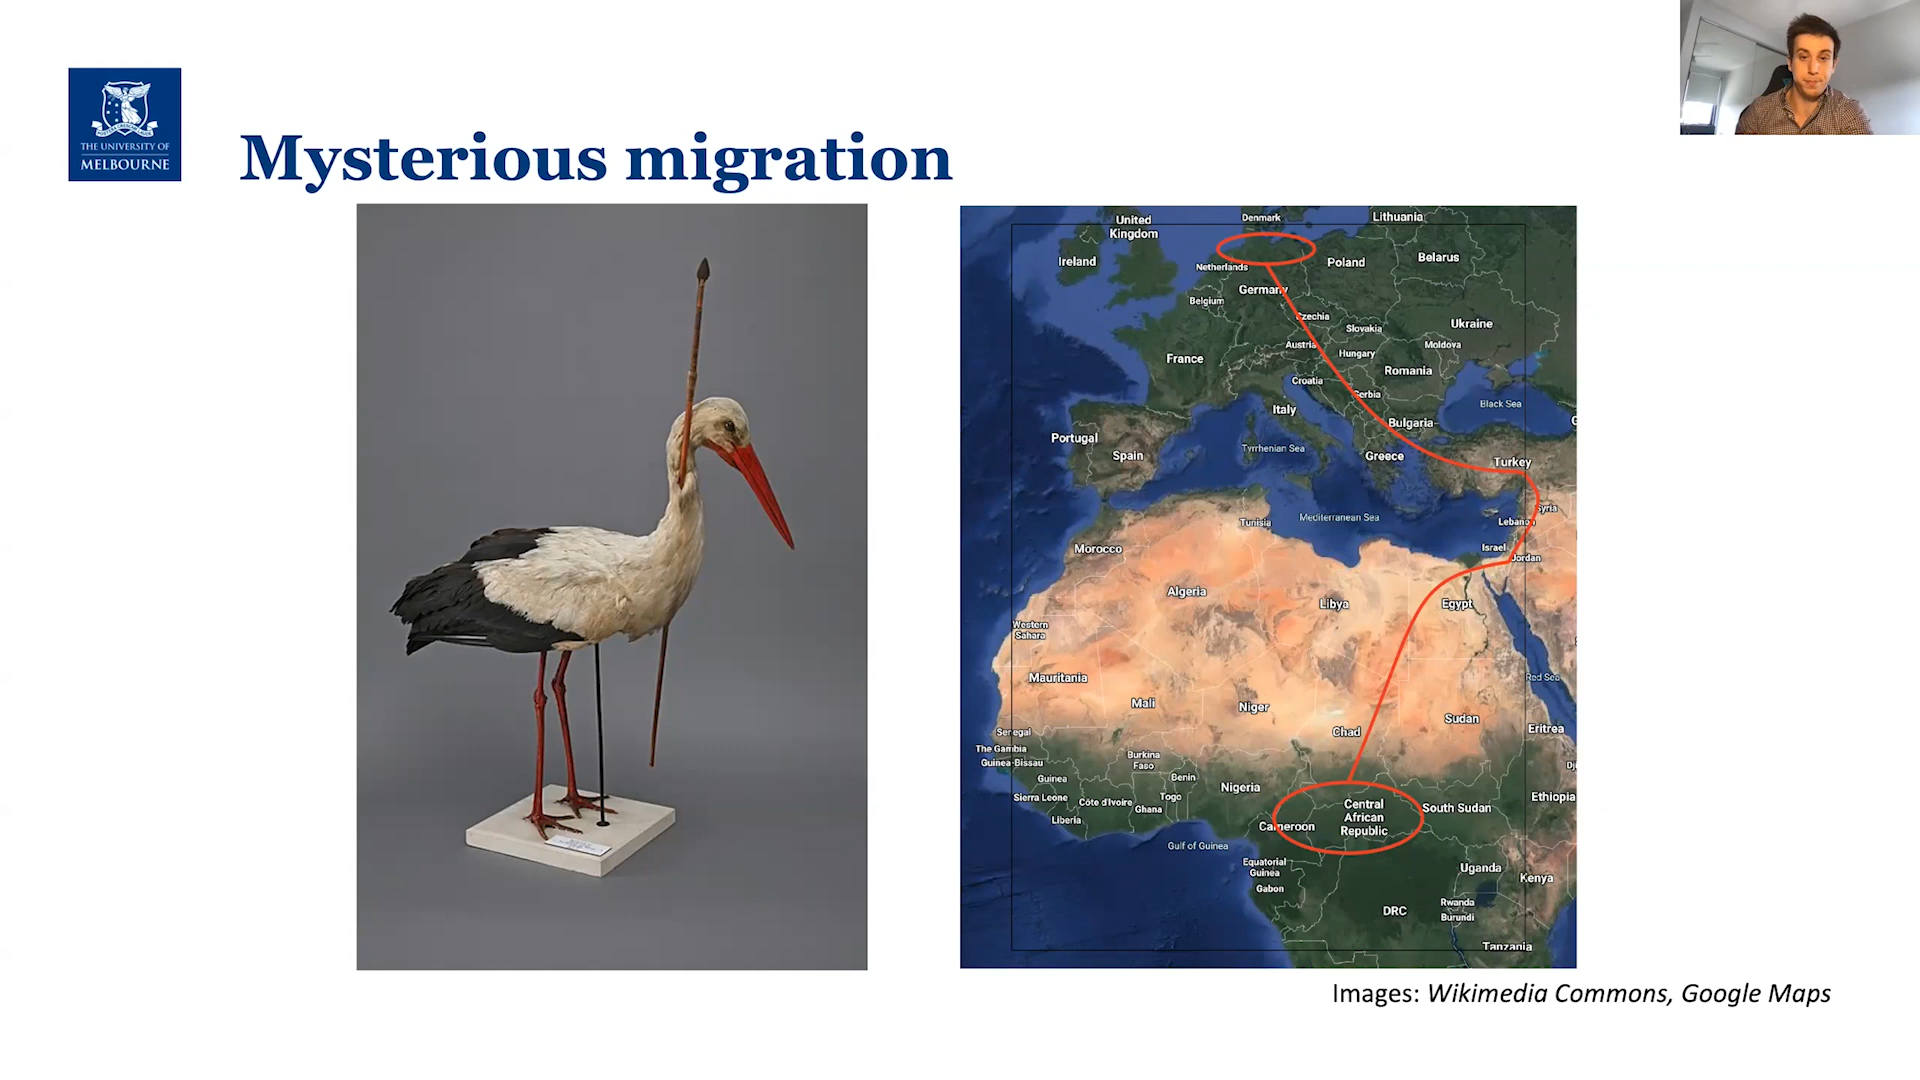 THE UNIVERSITY OF
MELBOURNE
Mysterious migration
United
Kingdom
Denmark
Lithuania
Ireland
Netherlands
Poland
Belarus
Belgium
Germany
Czechia
Slovakia
Ukraine
France
Austria
Hungary
Moldova
Croatia
Romania
Serbia
Italy
Black Sea
Bulgaria
Portugal
Spain
Tyrrhenian Sea
Greece
Turkey
Tunisia
Mediterranean Sea
Syria
Lebanon
Morocco
Israel
Jordan
Algeria
Libya
Egypt
Western
Sahara
Mauritania
Mali
Niger
Chad
Sudan
Red Sea
Senegal
Eritrea
The Gambia
Guinea-Bissau
Burkina
Faso
Guinea
Benin
Nigeria
Sierra Leone
Côte d'Ivoire
Togo
Ghana
Liberia
Cameroon
Central
African
Republic
South Sudan
Ethiopia
Gulf of Guinea
Equatorial
Guinea
Gabon
Uganda
Kenya
DRC
Rwanda
Burundi
Tanzania
Images: Wikimedia Commons, Google Maps